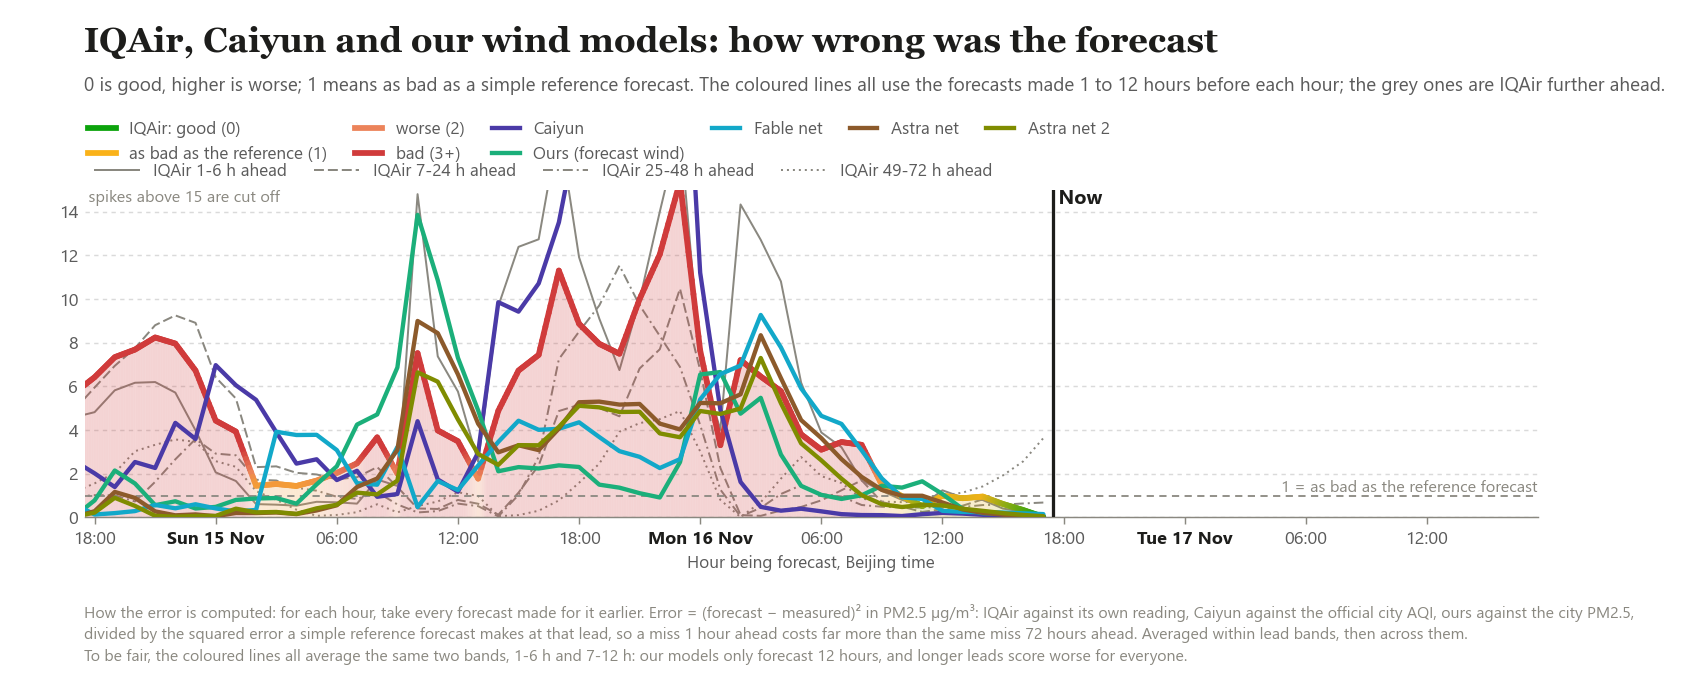 IQAir, Caiyun and our wind models: how wrong was the forecast
0 is good, higher is worse; 1 means as bad as a simple reference forecast. The coloured lines all use the forecasts made 1 to 12 hours before each hour; the grey ones are IQAir further ahead.
IQAir: good (0) worse (2) Caiyun Fable net Astra net Astra net 2
as bad as the reference (1) bad (3+) Ours (forecast wind)
IQAir 1-6 h ahead IQAir 7-24 h ahead IQAir 25-48 h ahead IQAir 49-72 h ahead
spikes above 15 are cut off
Now
14
12
10
8
6
4
2
0
1 = as bad as the reference forecast
18:00 Sun 15 Nov 06:00 12:00 18:00 Mon 16 Nov 06:00 12:00 18:00 Tue 17 Nov 06:00 12:00
Hour being forecast, Beijing time
How the error is computed: for each hour, take every forecast made for it earlier. Error = (forecast − measured)² in PM2.5 µg/m³: IQAir against its own reading, Caiyun against the official city AQI, ours against the city PM2.5,
divided by the squared error a simple reference forecast makes at that lead, so a miss 1 hour ahead costs far more than the same miss 72 hours ahead. Averaged within lead bands, then across them.
To be fair, the coloured lines all average the same two bands, 1-6 h and 7-12 h: our models only forecast 12 hours, and longer leads score worse for everyone.